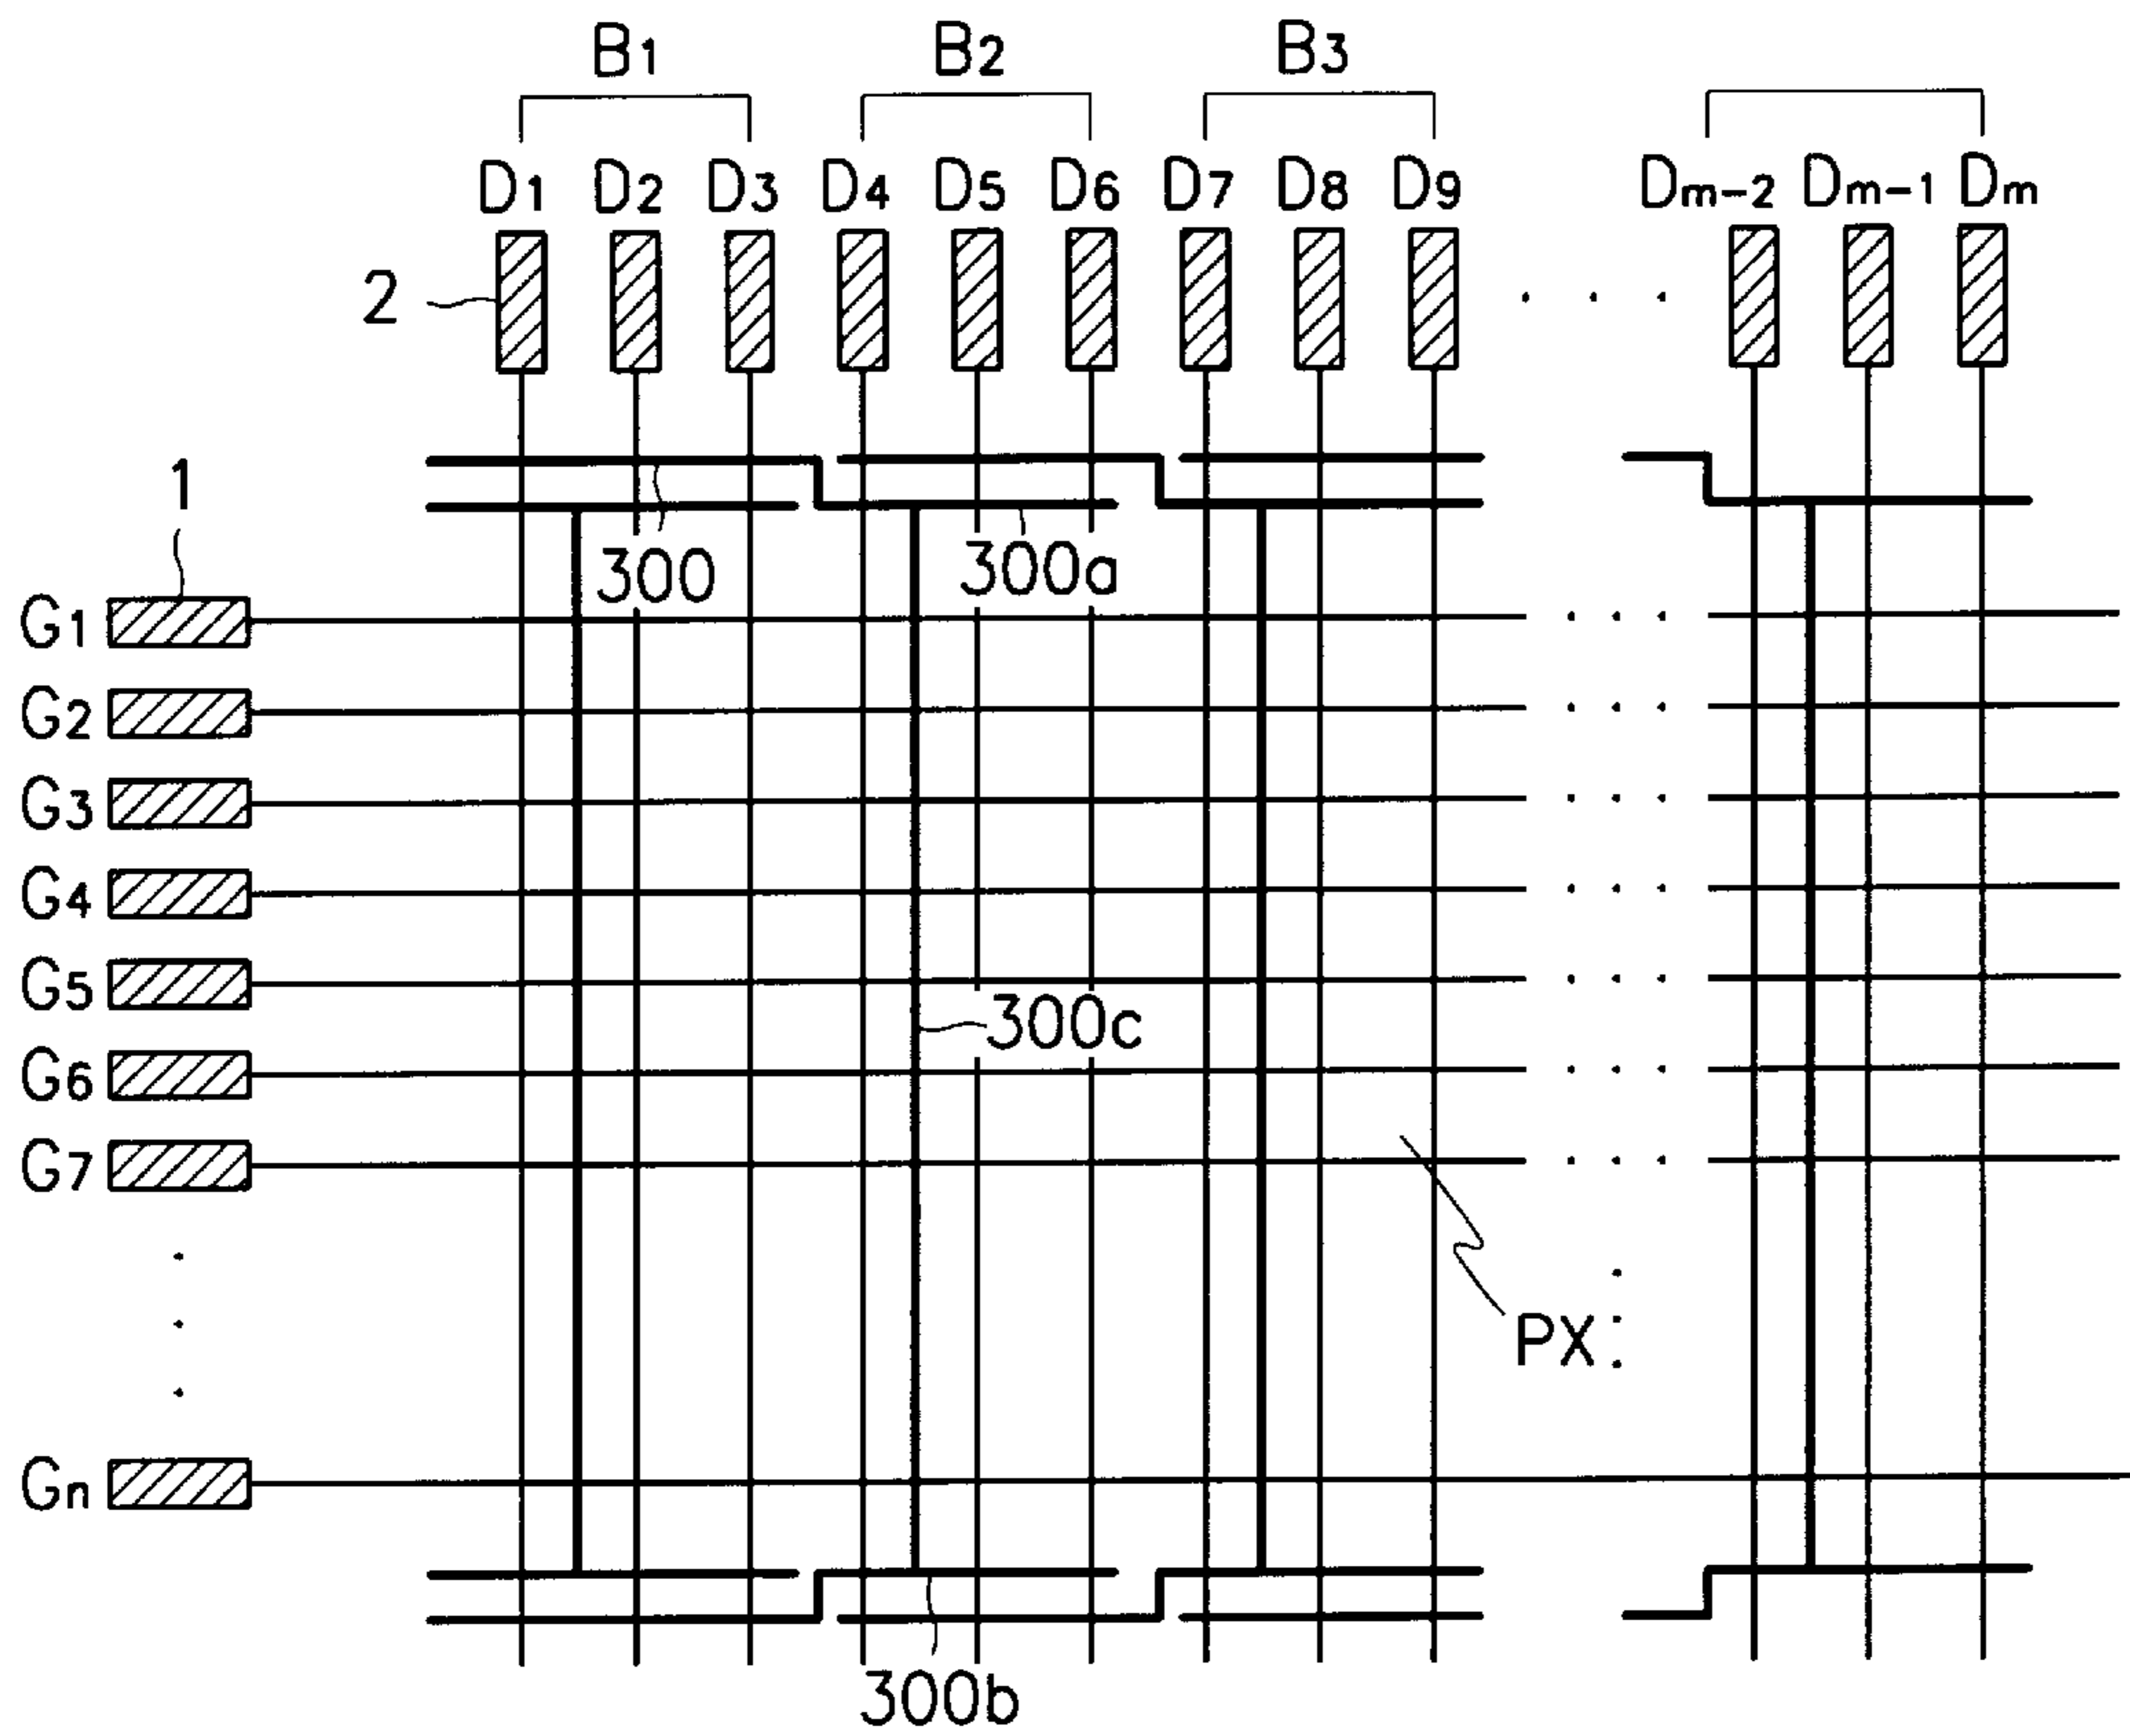 B1 B2 B3
D1 D2 D3 D4 D5 D6 D7 D8 D9 Dm-2 Dm-1 Dm
2
1
300 300a
G1
G2
G3
G4
G5
300c
G6
G7
PX
Gn
300b